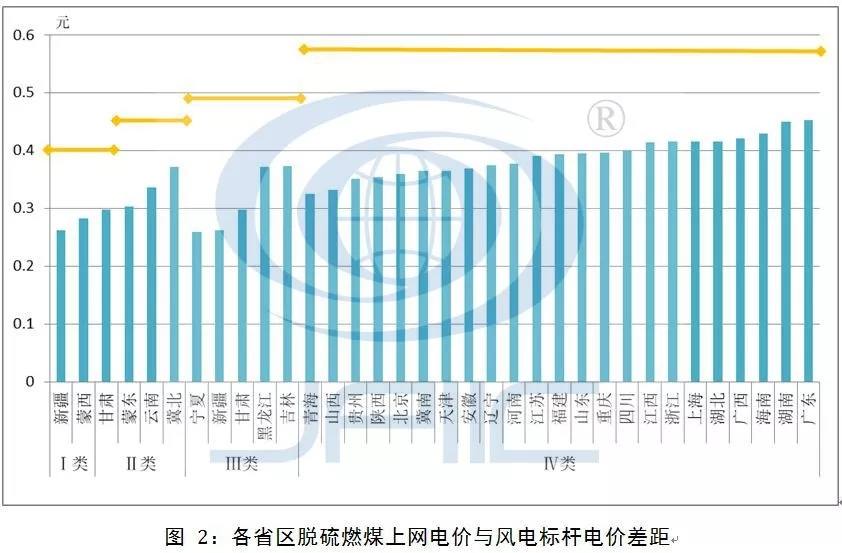 元
0.6
0.5
0.4
0.3
0.2
0.1
0
新疆 蒙西 甘肃 蒙东 云南 冀北 宁夏 新疆 甘肃 黑龙江 吉林 青海 山西 贵州 陕西 北京 冀南 天津 安徽 辽宁 河南 江苏 福建 山东 重庆 四川 江西 浙江 上海 湖北 广西 海南 湖南 广东
Ⅰ类 Ⅱ类 Ⅲ类 Ⅳ类
®
JAIC
图 2：各省区脱硫燃煤上网电价与风电标杆电价差距